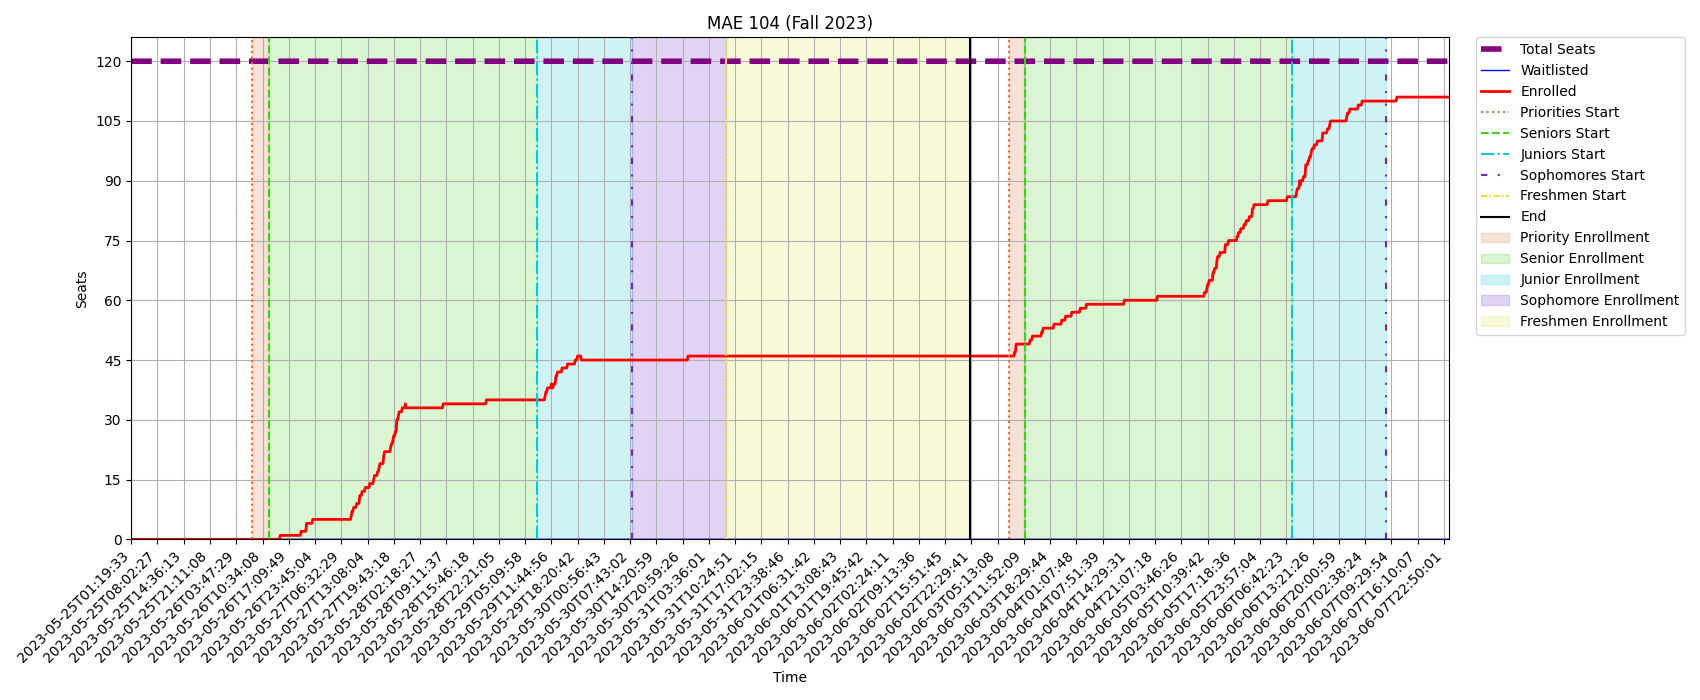 MAE 104 (Fall 2023)
Seats
120
105
90
75
60
45
30
15
0
2023-05-25T01:19:33
2023-05-25T08:02:27
2023-05-25T14:36:13
2023-05-25T21:11:08
2023-05-26T03:47:29
2023-05-26T10:34:08
2023-05-26T17:09:49
2023-05-26T23:45:04
2023-05-27T06:32:29
2023-05-27T13:08:04
2023-05-27T19:43:18
2023-05-28T02:18:27
2023-05-28T09:11:37
2023-05-28T15:46:18
2023-05-28T22:21:05
2023-05-29T05:09:58
2023-05-29T11:44:56
2023-05-29T18:20:42
2023-05-30T00:56:43
2023-05-30T07:43:02
2023-05-30T14:20:59
2023-05-30T20:59:26
2023-05-31T03:36:01
2023-05-31T10:24:51
2023-05-31T17:02:15
2023-05-31T23:38:46
2023-06-01T06:31:42
2023-06-01T13:08:43
2023-06-01T19:45:42
2023-06-02T02:24:11
2023-06-02T09:13:36
2023-06-02T15:51:45
2023-06-02T22:29:41
2023-06-03T05:13:08
2023-06-03T11:52:09
2023-06-03T18:29:44
2023-06-04T01:07:48
2023-06-04T07:51:39
2023-06-04T14:29:31
2023-06-04T21:07:18
2023-06-05T03:46:26
2023-06-05T10:39:42
2023-06-05T17:18:36
2023-06-05T23:57:04
2023-06-06T06:42:23
2023-06-06T13:21:26
2023-06-06T20:00:59
2023-06-07T02:38:24
2023-06-07T09:29:54
2023-06-07T16:10:07
2023-06-07T22:50:01
Time
Total Seats
Waitlisted
Enrolled
Priorities Start
Seniors Start
Juniors Start
Sophomores Start
Freshmen Start
End
Priority Enrollment
Senior Enrollment
Junior Enrollment
Sophomore Enrollment
Freshmen Enrollment